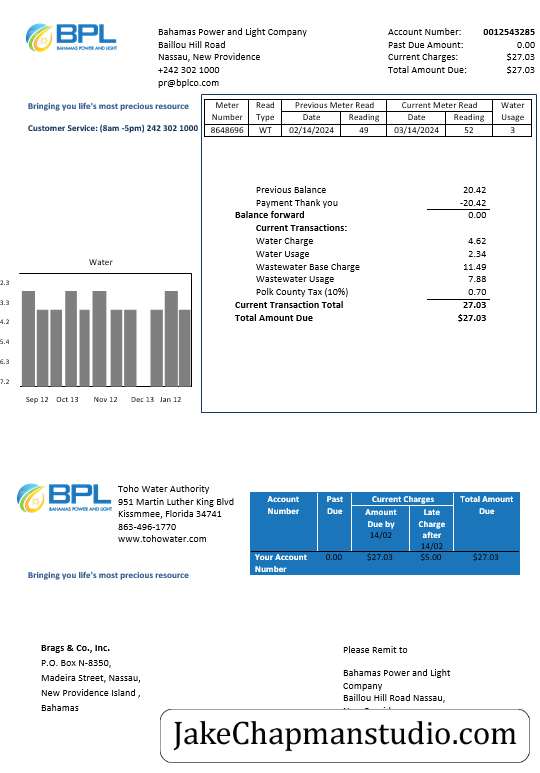 BPL
BAHAMAS POWER AND LIGHT
Bahamas Power and Light Company
Baillou Hill Road
Nassau, New Providence
+242 302 1000
pr@bplco.com
Account Number: 0012543285
Past Due Amount: 0.00
Current Charges: $27.03
Total Amount Due: $27.03
Bringing you life's most precious resource
Customer Service: (8am -5pm) 242 302 1000
Meter Number Read Type Previous Meter Read Current Meter Read Water Usage
Date Reading Date Reading
8648696 WT 02/14/2024 49 03/14/2024 52 3
Previous Balance 20.42
Payment Thank you -20.42
Balance forward 0.00
Current Transactions:
Water Charge 4.62
Water Usage 2.34
Wastewater Base Charge 11.49
Wastewater Usage 7.88
Polk County Tax (10%) 0.70
Current Transaction Total 27.03
Total Amount Due $27.03
Water
2.3
3.3
4.2
5.4
6.3
7.2
Sep 12 Oct 13 Nov 12 Dec 13 Jan 12
BPL
BAHAMAS POWER AND LIGHT
Toho Water Authority
951 Martin Luther King Blvd
Kissmmee, Florida 34741
863-496-1770
www.tohowater.com
Bringing you life's most precious resource
Account Number Past Due Current Charges Total Amount Due
Amount Due by 14/02 Late Charge after 14/02
Your Account Number 0.00 $27.03 $5.00 $27.03
Brags & Co., Inc.
P.O. Box N-8350,
Madeira Street, Nassau,
New Providence Island ,
Bahamas
Please Remit to
Bahamas Power and Light
Company
Baillou Hill Road Nassau,
JakeChapmanstudio.com